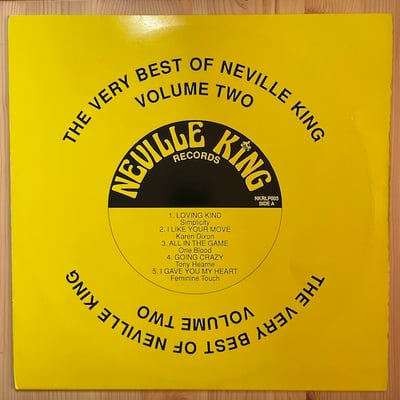 THE VERY BEST OF NEVILLE KING
VOLUME TWO
NEVILLE KING
RECORDS
NKRLP003
SIDE A
1. LOVING KIND
Simplicity
2. I LIKE YOUR MOVE
Karen Dixon
3. ALL IN THE GAME
One Blood
4. GOING CRAZY
Tony Hearne
5. I GAVE YOU MY HEART
Feminine Touch
VOLUME TWO
THE VERY BEST OF NEVILLE KING